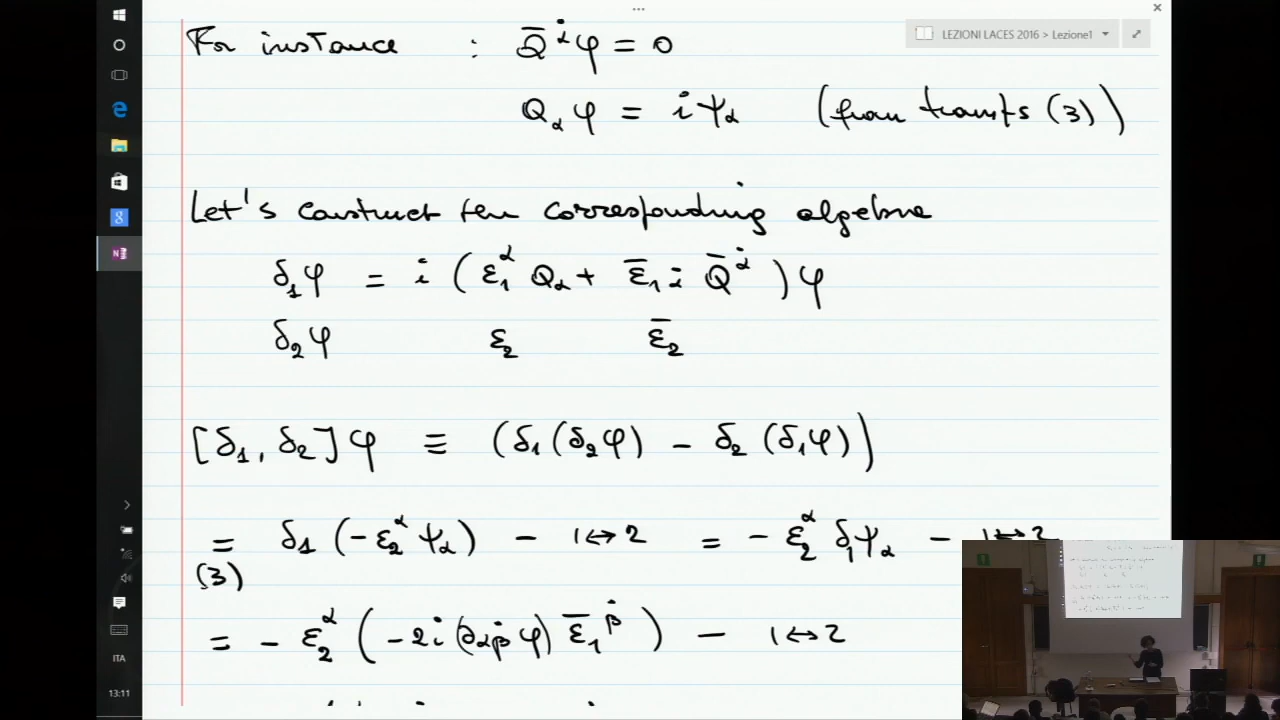 LEZIONI LACES 2016 > Lezione1
For instance : Q̄^α̇ φ = 0
Q_α φ = i ψ_α (from transfs (3))
Let's construct the corresponding algebra
δ_1 φ = i ( ε_1^α Q_α + ε̄_1 α̇ Q̄^α̇ ) φ
δ_2 φ ε_2 ε̄_2
[δ_1, δ_2] φ ≡ (δ_1 (δ_2 φ) - δ_2 (δ_1 φ))
= δ_1 (-ε_2^α ψ_α) - 1↔2 = - ε_2^α δ_1 ψ_α - 1↔2
(3)
= - ε_2^α ( -2i (∂_αβ̇ φ) ε̄_1^β̇ ) - 1↔2
ITA
13:11